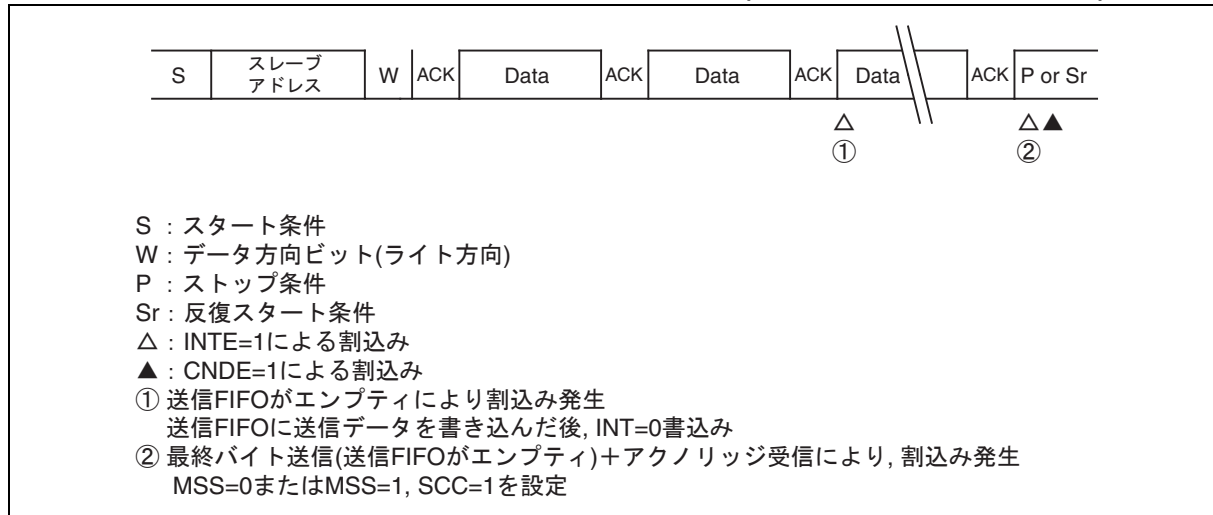 S スレーブ アドレス W ACK Data ACK Data ACK Data ACK P or Sr
△ △▲
① ②
S : スタート条件
W : データ方向ビット(ライト方向)
P : ストップ条件
Sr : 反復スタート条件
△ : INTE=1による割込み
▲ : CNDE=1による割込み
① 送信FIFOがエンプティにより割込み発生
送信FIFOに送信データを書き込んだ後, INT=0書込み
② 最終バイト送信(送信FIFOがエンプティ)+アクノリッジ受信により, 割込み発生
MSS=0またはMSS=1, SCC=1を設定